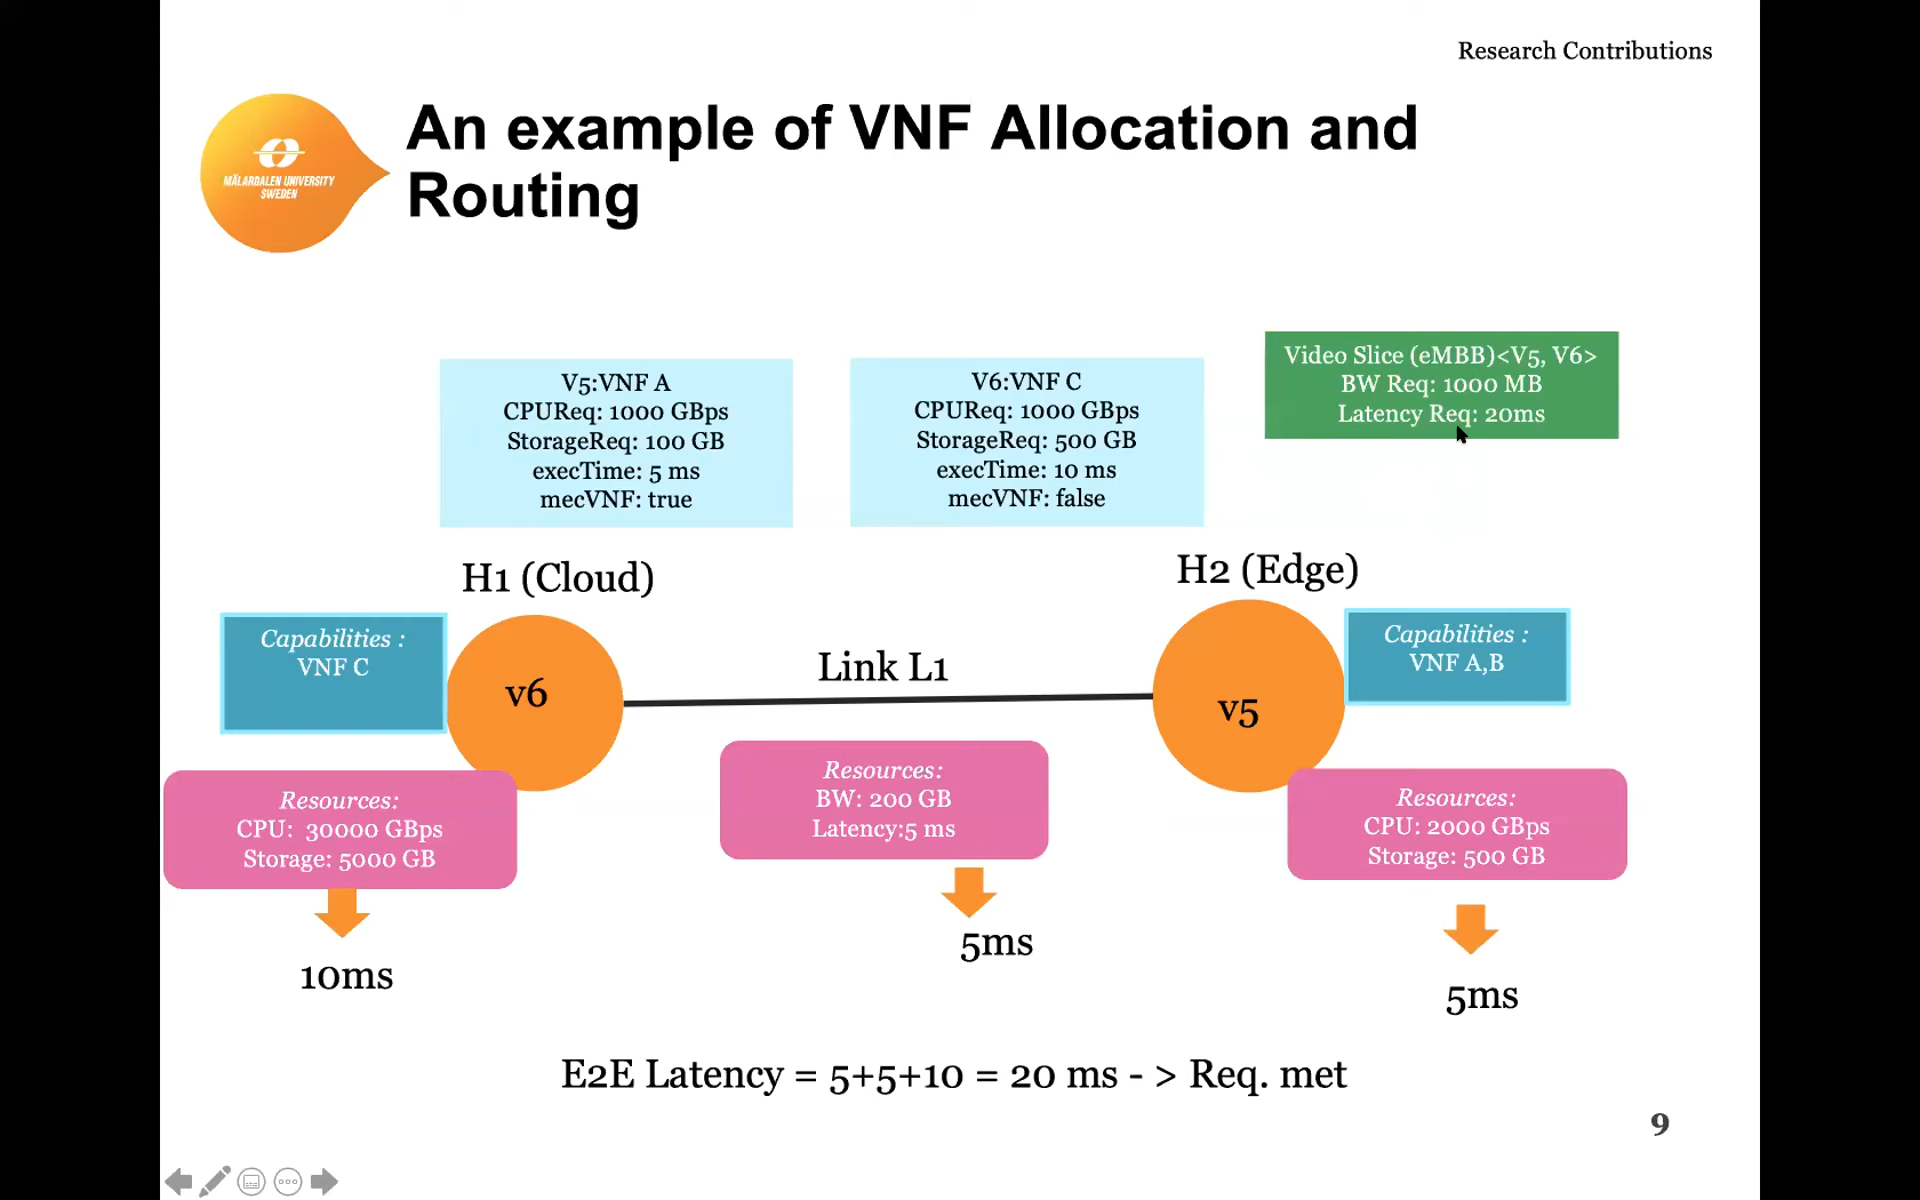 Research Contributions
MÄLARDALEN UNIVERSITY
SWEDEN
An example of VNF Allocation and
Routing
V5:VNF A
CPUReq: 1000 GBps
StorageReq: 100 GB
execTime: 5 ms
mecVNF: true
V6:VNF C
CPUReq: 1000 GBps
StorageReq: 500 GB
execTime: 10 ms
mecVNF: false
Video Slice (eMBB)<V5, V6>
BW Req: 1000 MB
Latency Req: 20ms
H1 (Cloud)
H2 (Edge)
Capabilities :
VNF C
v6
Link L1
v5
Capabilities :
VNF A,B
Resources:
CPU: 30000 GBps
Storage: 5000 GB
Resources:
BW: 200 GB
Latency:5 ms
Resources:
CPU: 2000 GBps
Storage: 500 GB
10ms
5ms
5ms
E2E Latency = 5+5+10 = 20 ms - > Req. met
9